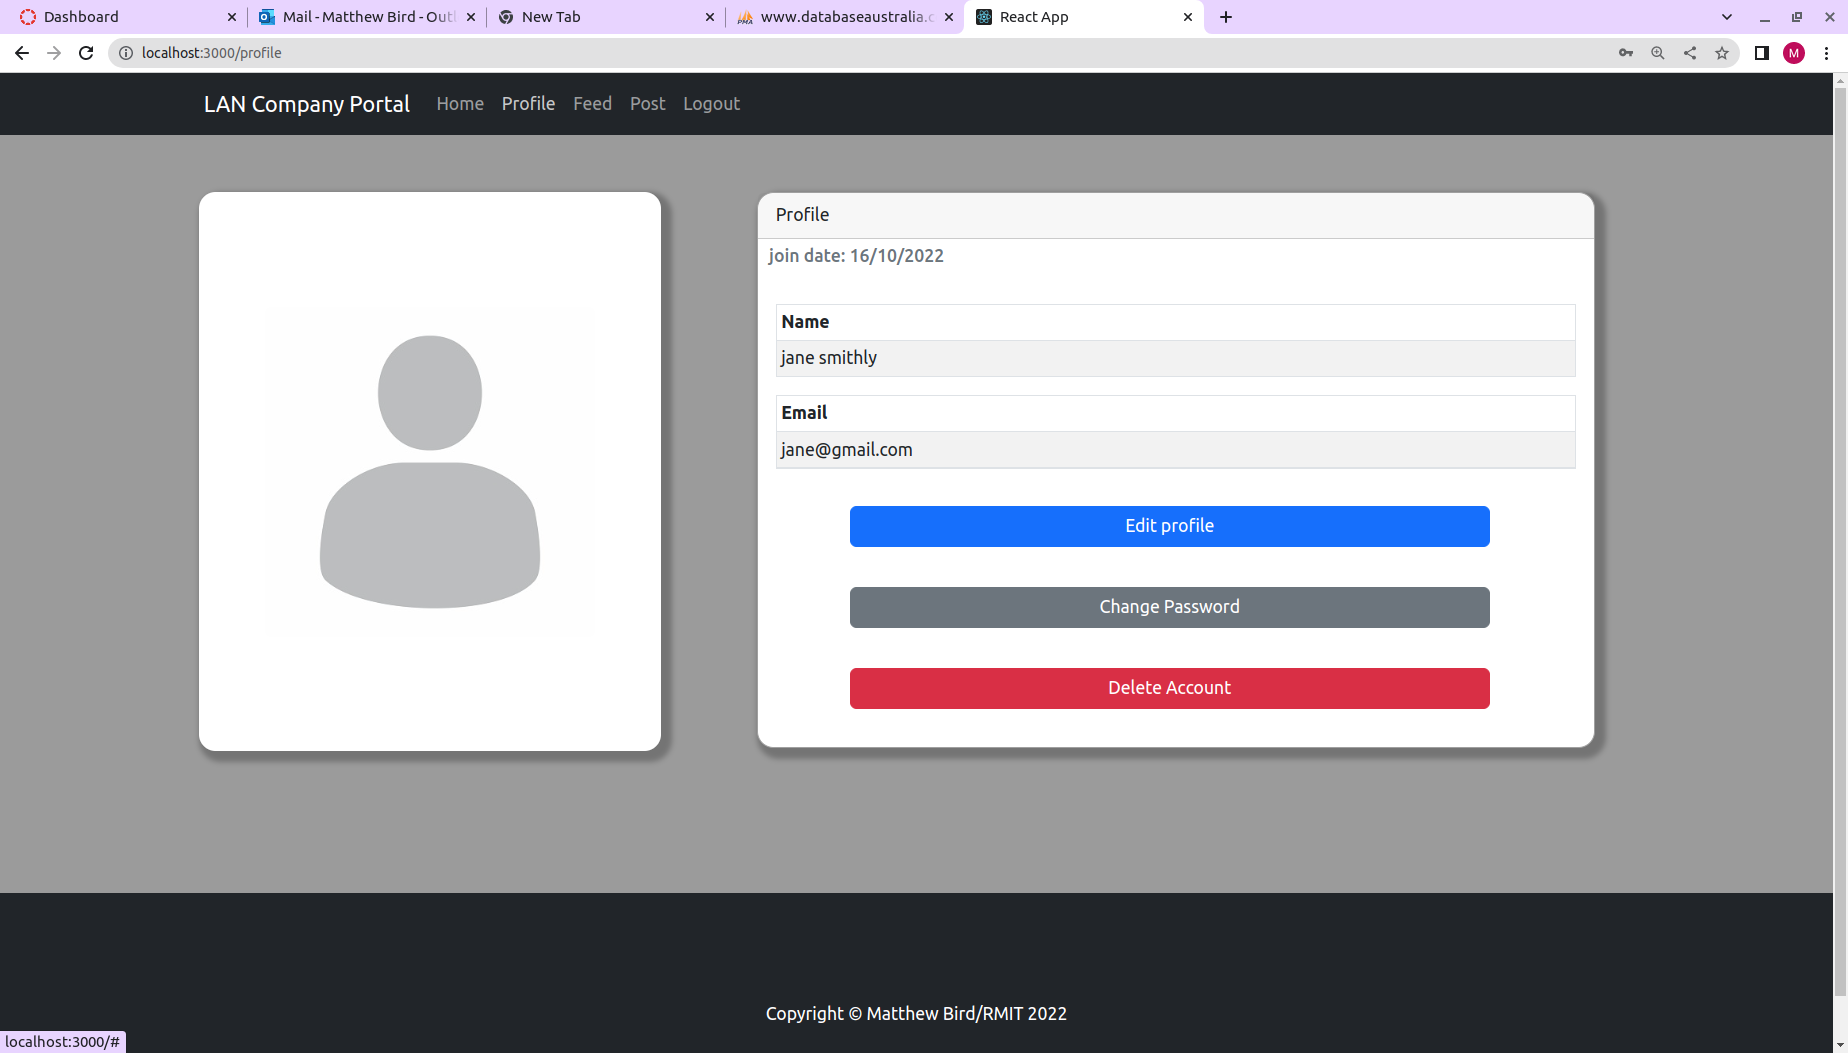 Dashboard
Mail - Matthew Bird - Outl
New Tab
www.databaseaustralia.c
React App
localhost:3000/profile
M
LAN Company Portal
Home
Profile
Feed
Post
Logout
Profile
join date: 16/10/2022
Name
jane smithly
Email
jane@gmail.com
Edit profile
Change Password
Delete Account
Copyright © Matthew Bird/RMIT 2022
localhost:3000/#